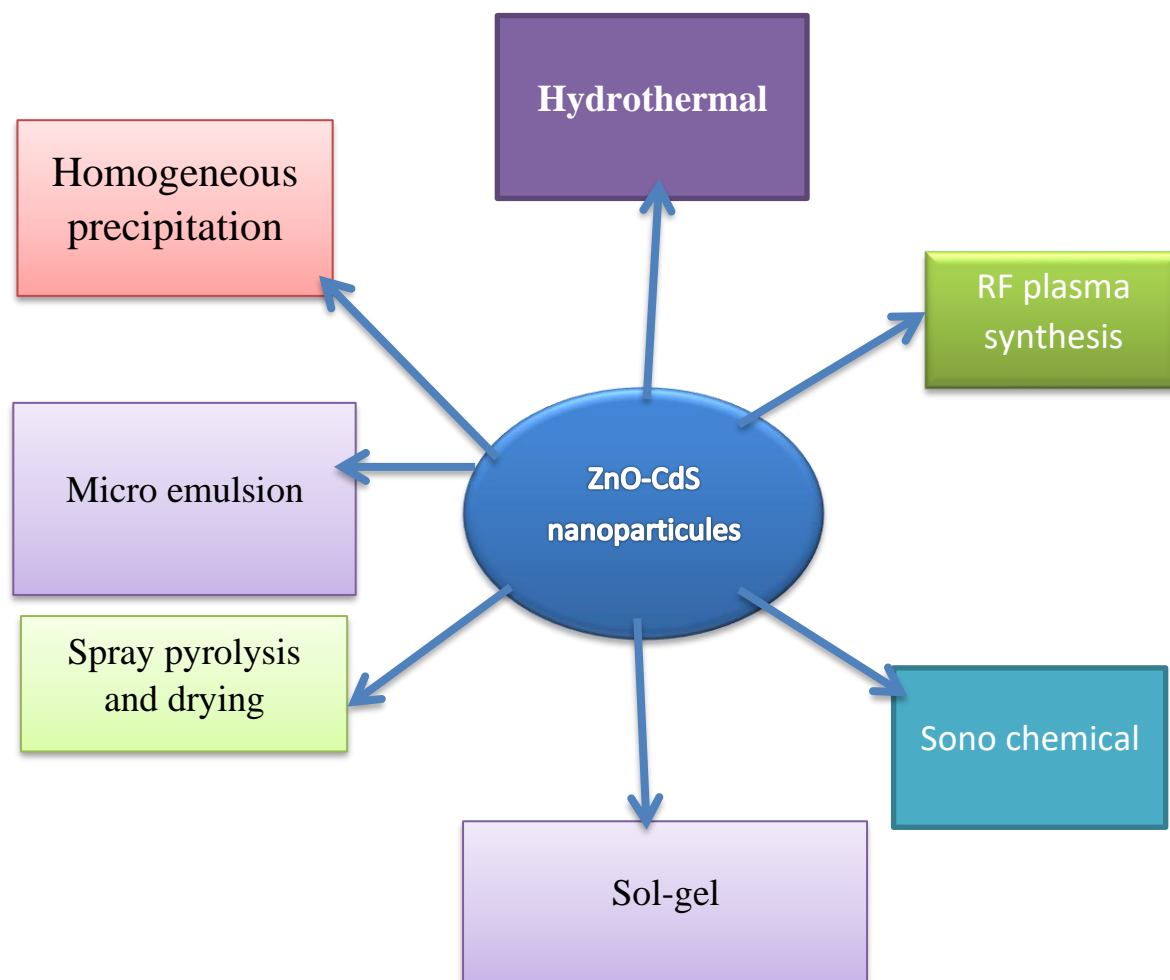 Hydrothermal
Homogeneous
precipitation
RF plasma
synthesis
Micro emulsion
ZnO-CdS
nanoparticules
Spray pyrolysis
and drying
Sono chemical
Sol-gel